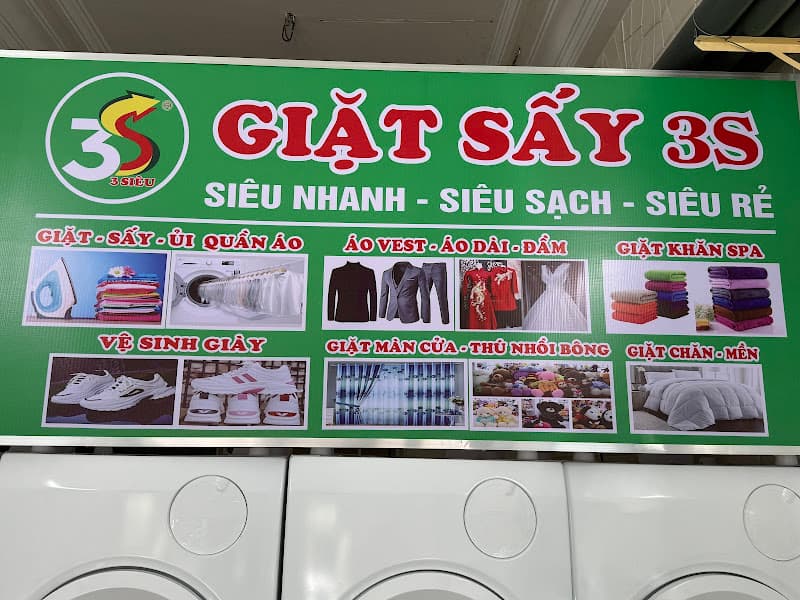 3S ®
3 SIÊU
GIẶT SẤY 3S
SIÊU NHANH - SIÊU SẠCH - SIÊU RẺ
GIẶT - SẤY - ỦI QUẦN ÁO
ÁO VEST - ÁO DÀI - ĐẦM
GIẶT KHĂN SPA
VỆ SINH GIÀY
GIẶT MÀN CỬA - THÚ NHỒI BÔNG
GIẶT CHĂN - MỀN